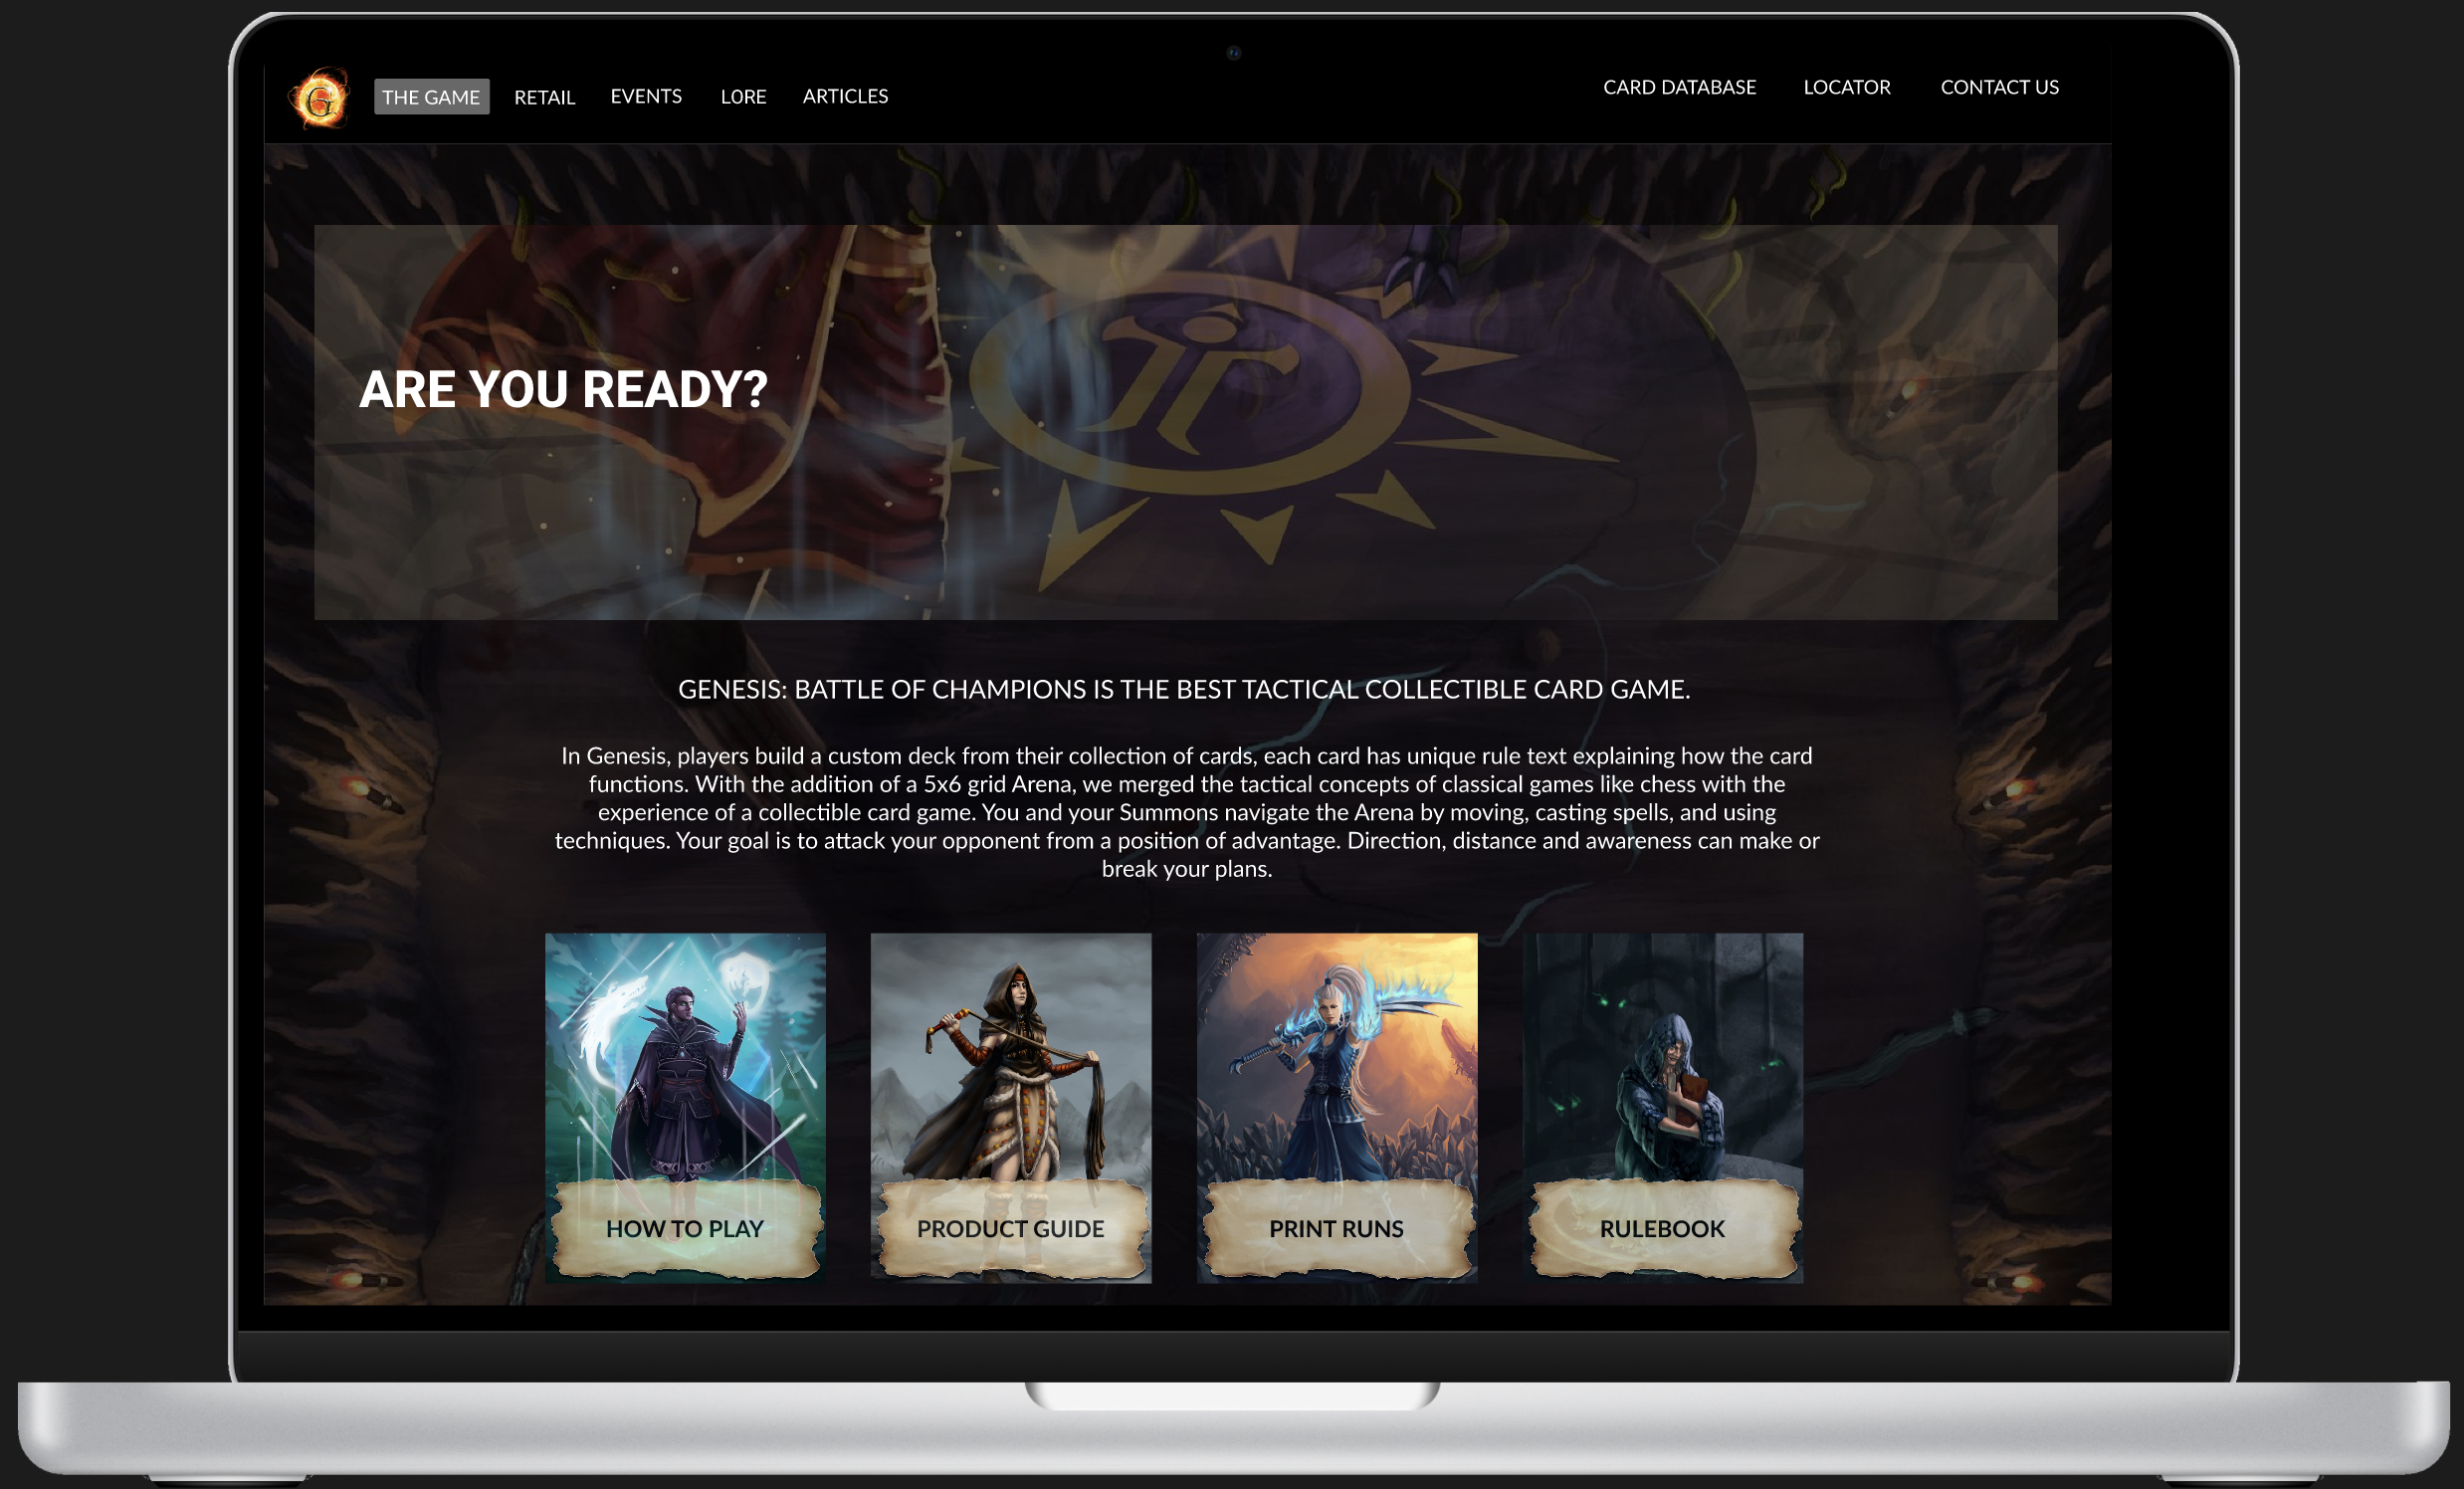 G
THE GAME
RETAIL
EVENTS
LORE
ARTICLES
CARD DATABASE
LOCATOR
CONTACT US
ARE YOU READY?
GENESIS: BATTLE OF CHAMPIONS IS THE BEST TACTICAL COLLECTIBLE CARD GAME.
In Genesis, players build a custom deck from their collection of cards, each card has unique rule text explaining how the card
functions. With the addition of a 5x6 grid Arena, we merged the tactical concepts of classical games like chess with the
experience of a collectible card game. You and your Summons navigate the Arena by moving, casting spells, and using
techniques. Your goal is to attack your opponent from a position of advantage. Direction, distance and awareness can make or
break your plans.
HOW TO PLAY
PRODUCT GUIDE
PRINT RUNS
RULEBOOK